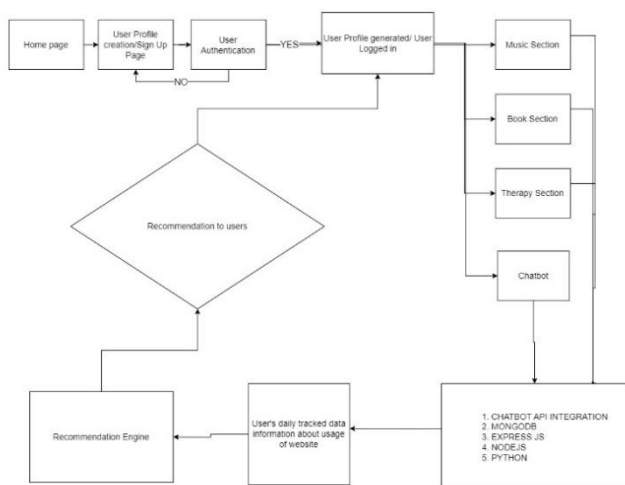 Home page
User Profile
creation/Sign Up
Page
User
Authentication
YES
NO
User Profile generated/ User
Logged in
Music Section
Book Section
Therapy Section
Chatbot
Recommendation to users
Recommendation Engine
User's daily tracked data
information about usage
of website
1. CHATBOT API INTEGRATION
2. MONGODB
3. EXPRESS JS
4. NODEJS
5. PYTHON